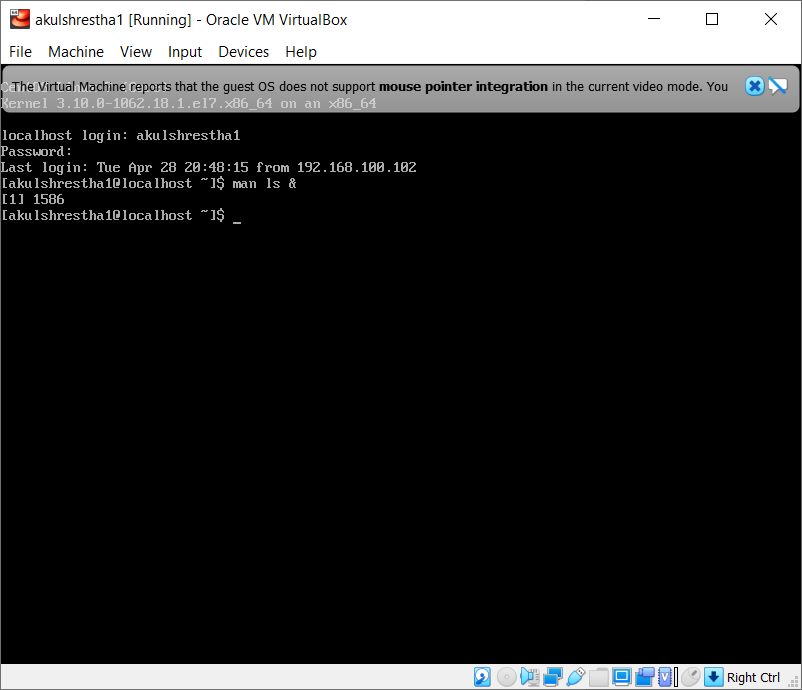 akulshrestha1 [Running] - Oracle VM VirtualBox
File Machine View Input Devices Help
The Virtual Machine reports that the guest OS does not support mouse pointer integration in the current video mode. You
Kernel 3.10.0-1062.18.1.el7.x86_64 on an x86_64
localhost login: akulshrestha1
Password:
Last login: Tue Apr 28 20:48:15 from 192.168.100.102
[akulshrestha1@localhost ~]$ man ls &
[1] 1586
[akulshrestha1@localhost ~]$ _
Right Ctrl